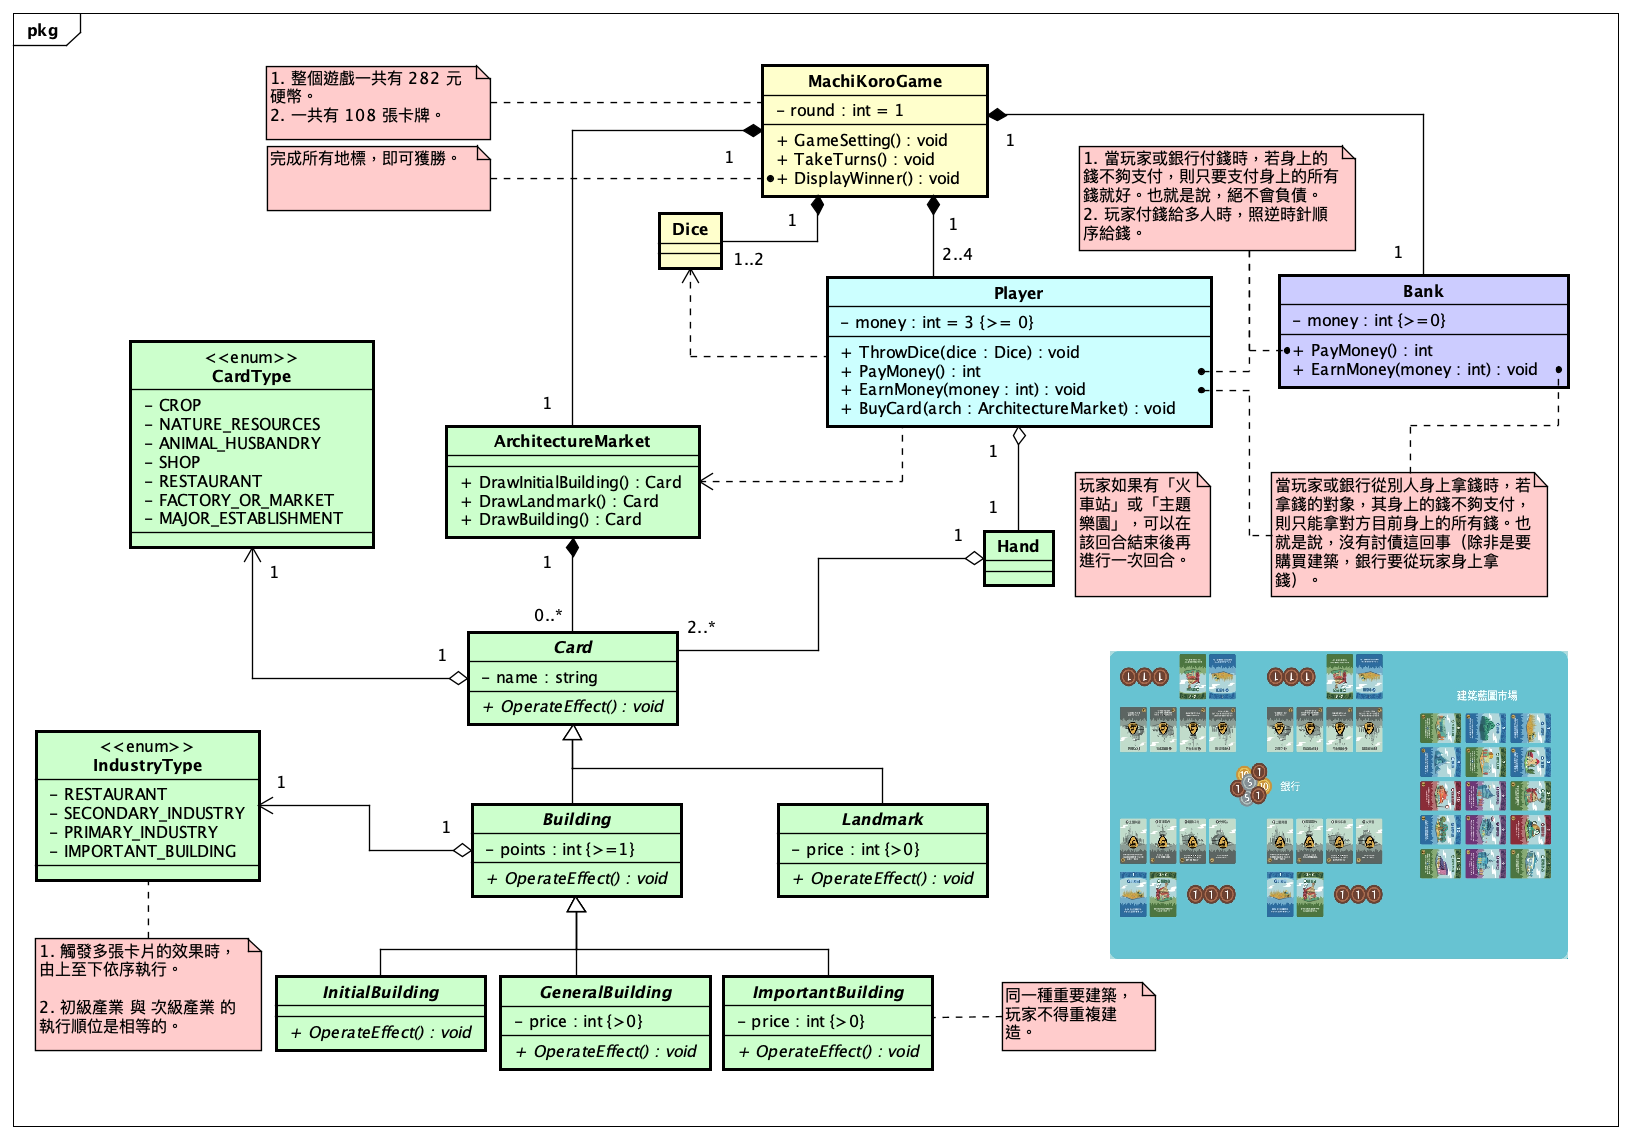 pkg
1. 整個遊戲一共有 282 元
硬幣。
2. 一共有 108 張卡牌。
完成所有地標，即可獲勝。
MachiKoroGame
- round : int = 1
+ GameSetting() : void
+ TakeTurns() : void
+ DisplayWinner() : void
1
1
1
1
1. 當玩家或銀行付錢時，若身上的
錢不夠支付，則只要支付身上的所有
錢就好。也就是說，絕不會負債。
2. 玩家付錢給多人時，照逆時針順
序給錢。
Dice
1..2
2..4
1
Player
- money : int = 3 {>= 0}
+ ThrowDice(dice : Dice) : void
+ PayMoney() : int
+ EarnMoney(money : int) : void
+ BuyCard(arch : ArchitectureMarket) : void
Bank
- money : int {>=0}
+ PayMoney() : int
+ EarnMoney(money : int) : void
<<enum>>
CardType
- CROP
- NATURE_RESOURCES
- ANIMAL_HUSBANDRY
- SHOP
- RESTAURANT
- FACTORY_OR_MARKET
- MAJOR_ESTABLISHMENT
1
ArchitectureMarket
+ DrawInitialBuilding() : Card
+ DrawLandmark() : Card
+ DrawBuilding() : Card
1
1
Hand
玩家如果有「火
車站」或「主題
樂園」，可以在
該回合結束後再
進行一次回合。
當玩家或銀行從別人身上拿錢時，若
拿錢的對象，其身上的錢不夠支付，
則只能拿對方目前身上的所有錢。也
就是說，沒有討債這回事（除非是要
購買建築，銀行要從玩家身上拿
錢）。
1
1
1
0..*
2..*
1
Card
- name : string
+ OperateEffect() : void
<<enum>>
IndustryType
- RESTAURANT
- SECONDARY_INDUSTRY
- PRIMARY_INDUSTRY
- IMPORTANT_BUILDING
1
1
Building
- points : int {>=1}
+ OperateEffect() : void
Landmark
- price : int {>0}
+ OperateEffect() : void
建築藍圖市場
銀行
1. 觸發多張卡片的效果時，
由上至下依序執行。
2. 初級產業 與 次級產業 的
執行順位是相等的。
InitialBuilding
+ OperateEffect() : void
GeneralBuilding
- price : int {>0}
+ OperateEffect() : void
ImportantBuilding
- price : int {>0}
+ OperateEffect() : void
同一種重要建築，
玩家不得重複建
造。